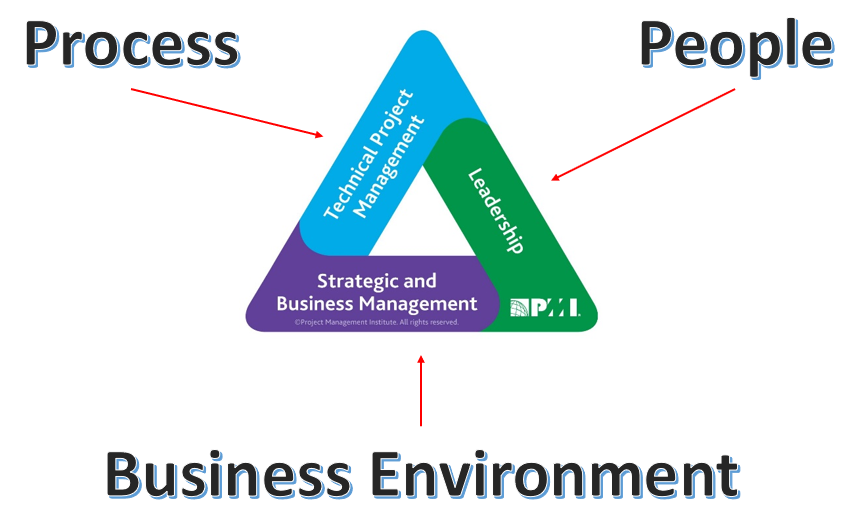 Process
People
Technical Project
Management
Leadership
Strategic and
Business Management
©Project Management Institute. All rights reserved.
PMI
Business Environment